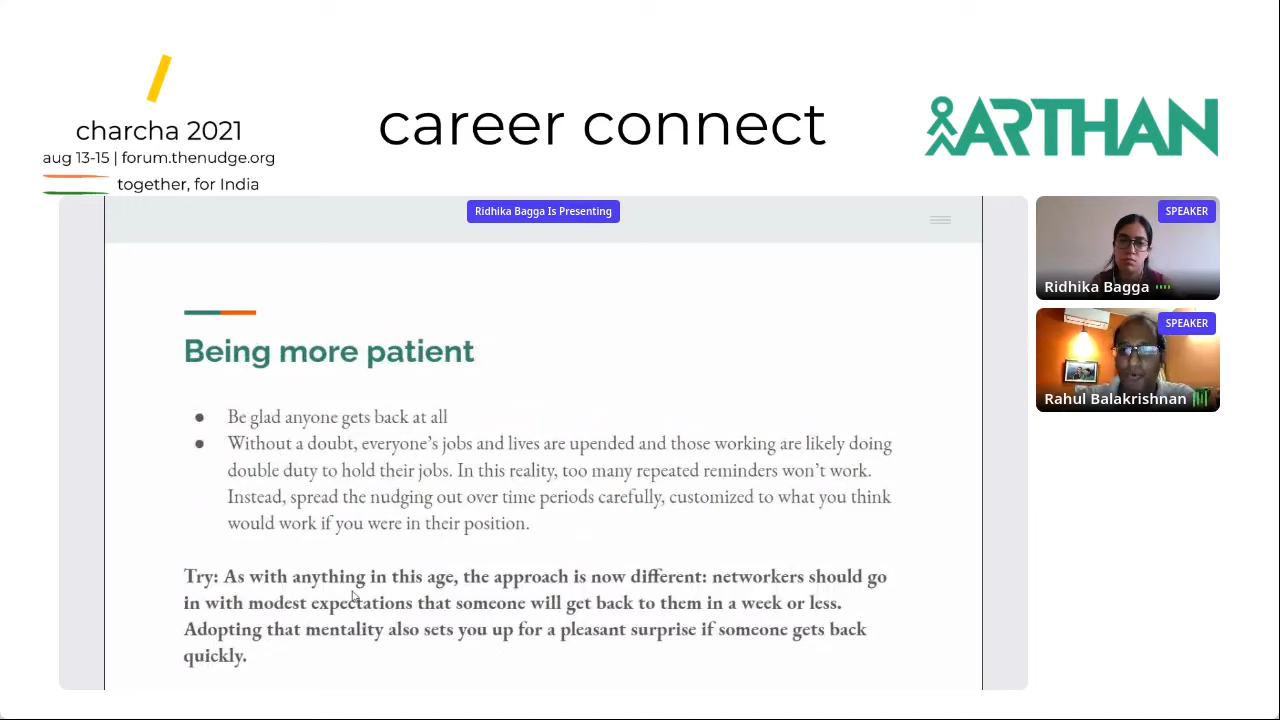 charcha 2021
aug 13-15 | forum.thenudge.org
together, for India
career connect
ARTHAN
Ridhika Bagga Is Presenting
Being more patient
● Be glad anyone gets back at all
● Without a doubt, everyone's jobs and lives are upended and those working are likely doing
double duty to hold their jobs. In this reality, too many repeated reminders won't work.
Instead, spread the nudging out over time periods carefully, customized to what you think
would work if you were in their position.
Try: As with anything in this age, the approach is now different: networkers should go
in with modest expectations that someone will get back to them in a week or less.
Adopting that mentality also sets you up for a pleasant surprise if someone gets back
quickly.
SPEAKER
Ridhika Bagga
SPEAKER
Rahul Balakrishnan